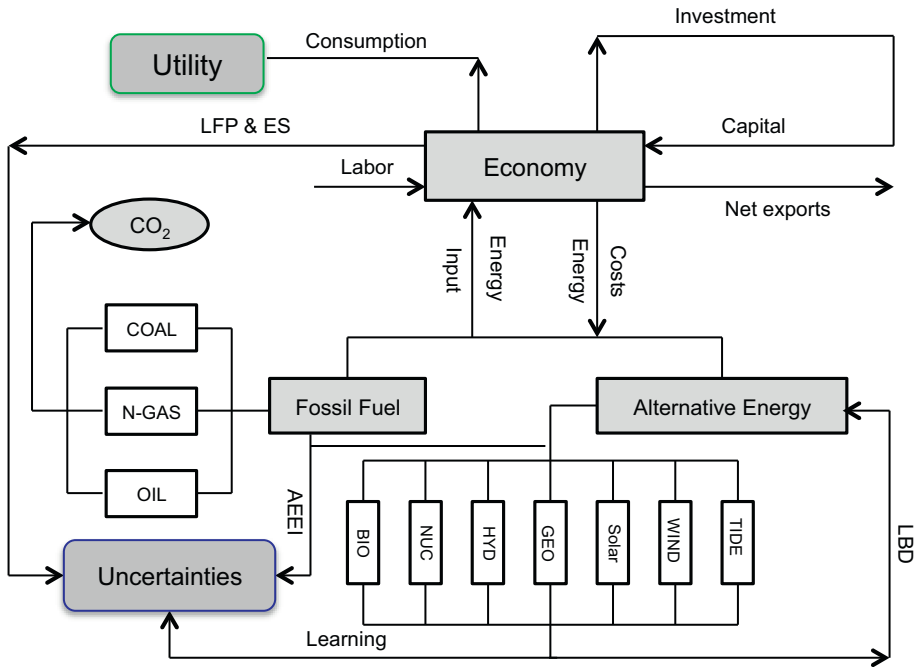 Investment
Consumption
Utility
LFP & ES
Capital
Labor
Economy
Net exports
CO2
Energy
Input
Costs
Energy
COAL
N-GAS
OIL
Fossil Fuel
Alternative Energy
AEEI
BIO
NUC
HYD
GEO
Solar
WIND
TIDE
LBD
Uncertainties
Learning